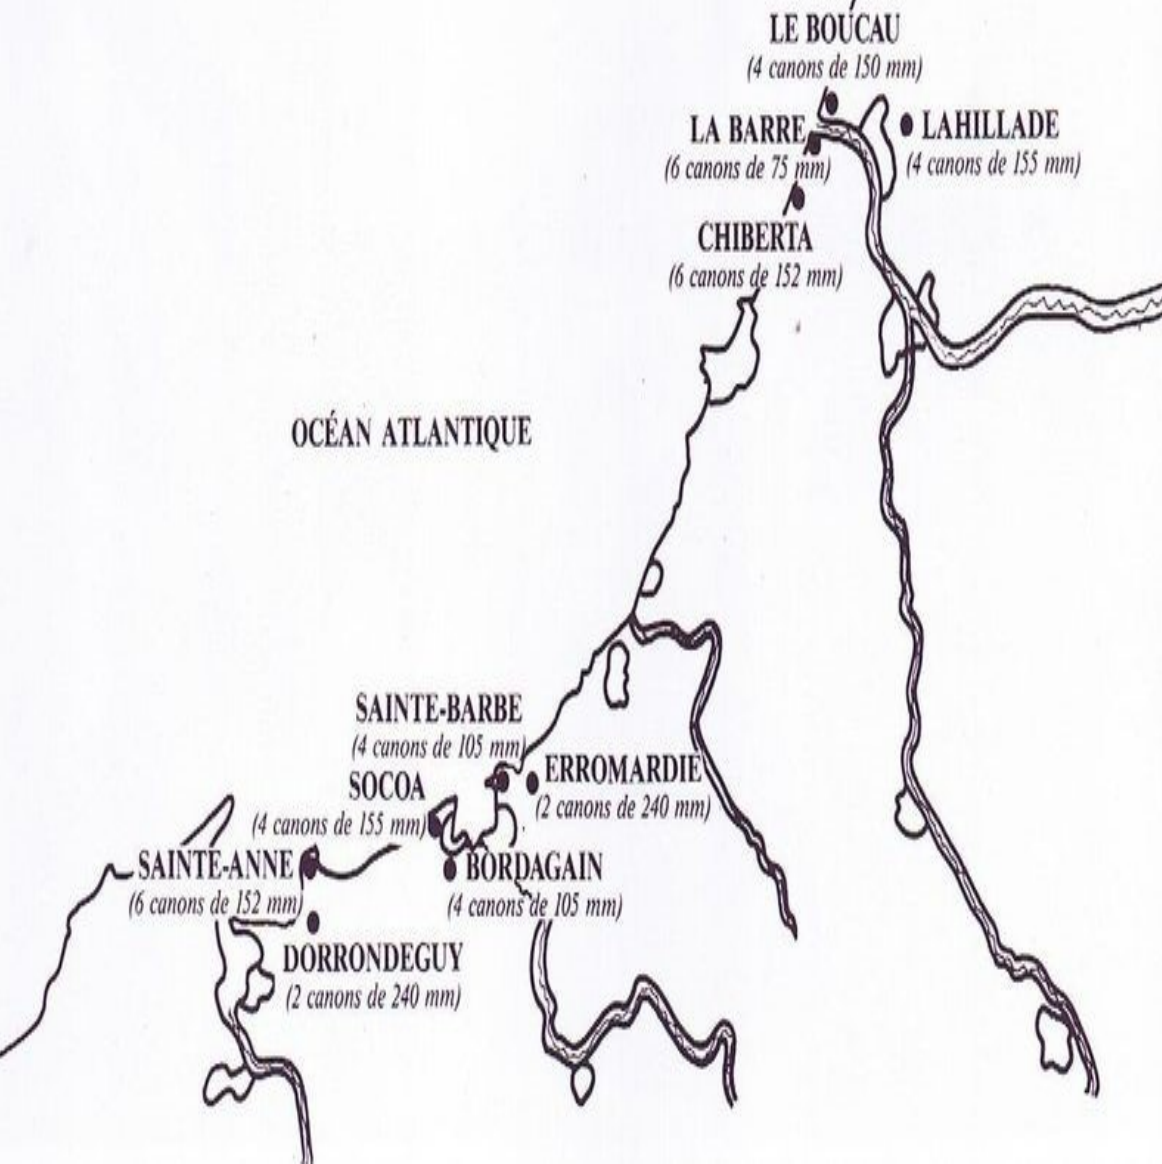 LE BOUCAU
(4 canons de 150 mm)
LA BARRE
(6 canons de 75 mm)
LAHILLADE
(4 canons de 155 mm)
CHIBERTA
(6 canons de 152 mm)
OCÉAN ATLANTIQUE
SAINTE-BARBE
(4 canons de 105 mm)
ERROMARDIE
(2 canons de 240 mm)
SOCOA
(4 canons de 155 mm)
SAINTE-ANNE
(6 canons de 152 mm)
BORDAGAIN
(4 canons de 105 mm)
DORRONDEGUY
(2 canons de 240 mm)